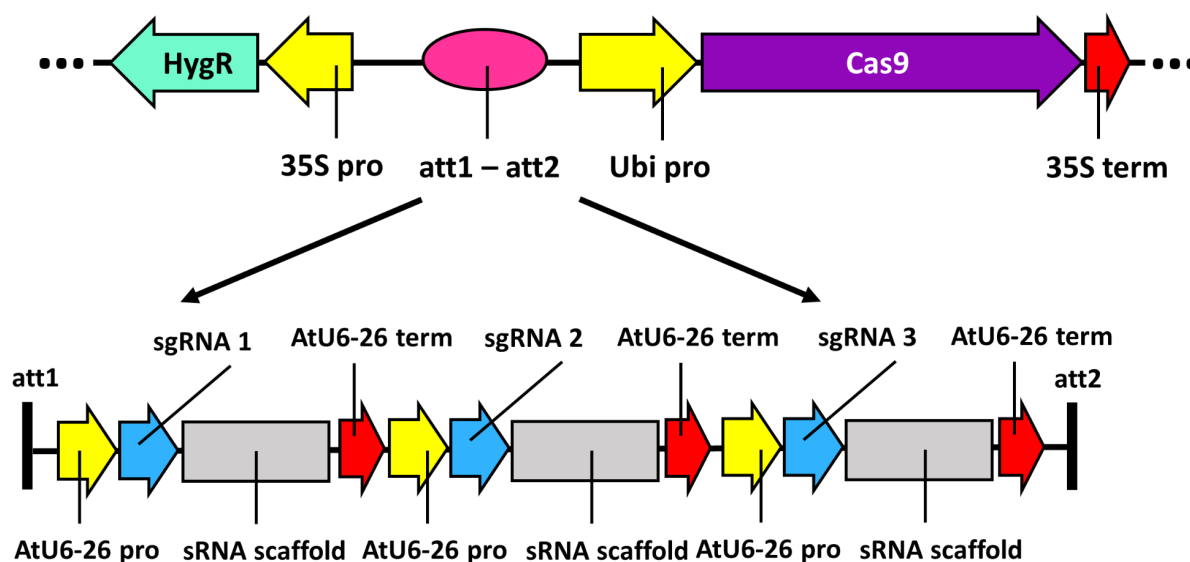 HygR
Cas9
35S pro
att1 – att2
Ubi pro
35S term
sgRNA 1
AtU6-26 term
sgRNA 2
AtU6-26 term
sgRNA 3
AtU6-26 term
att1
att2
AtU6-26 pro
sRNA scaffold
AtU6-26 pro
sRNA scaffold
AtU6-26 pro
sRNA scaffold